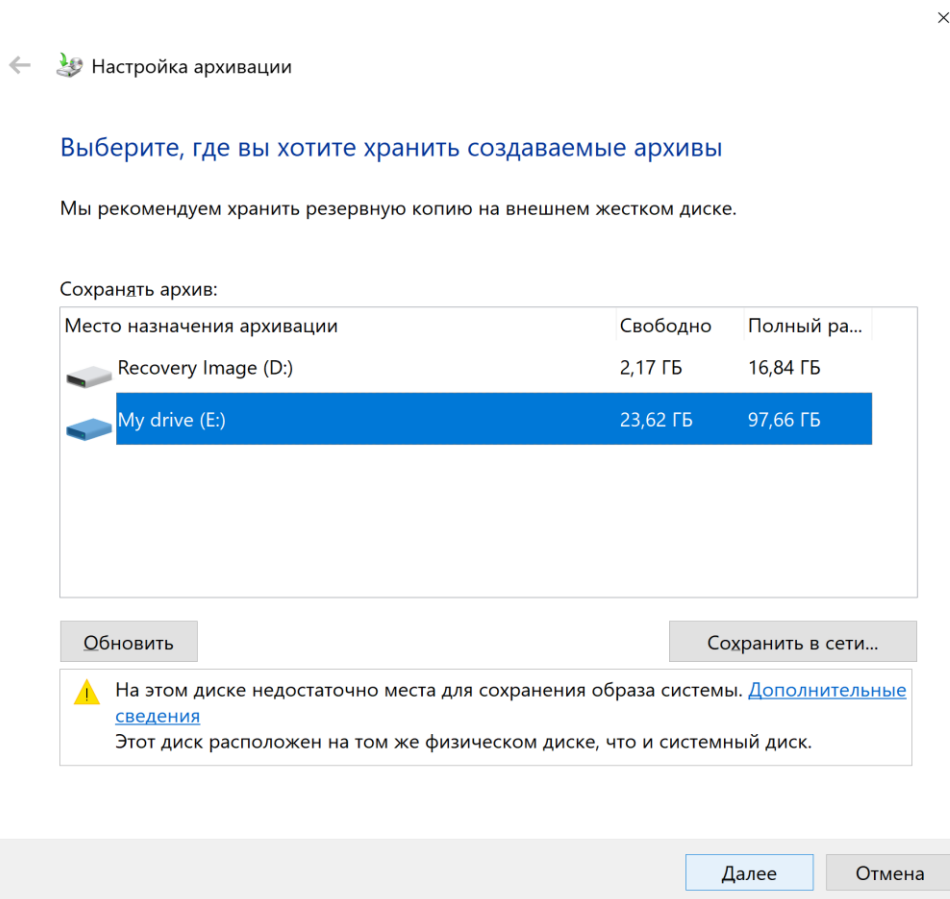 Настройка архивации
Выберите, где вы хотите хранить создаваемые архивы
Мы рекомендуем хранить резервную копию на внешнем жестком диске.
Сохранять архив:
Место назначения архивации Свободно Полный ра...
Recovery Image (D:) 2,17 ГБ 16,84 ГБ
My drive (E:) 23,62 ГБ 97,66 ГБ
Обновить Сохранить в сети...
На этом диске недостаточно места для сохранения образа системы. Дополнительные
сведения
Этот диск расположен на том же физическом диске, что и системный диск.
Далее Отмена